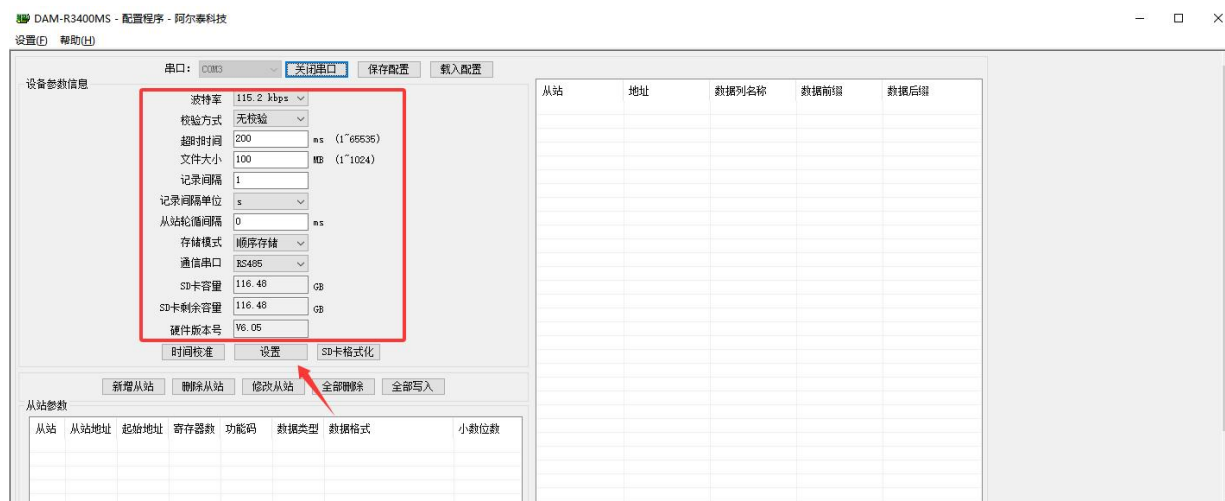 DAM-R3400MS - 配置程序 - 阿尔泰科技
设置(F) 帮助(H)
串口: COM3 关闭串口 保存配置 载入配置
设备参数信息
波特率 115.2 kbps
校验方式 无校验
超时时间 200 ms (1~65535)
文件大小 100 MB (1~1024)
记录间隔 1
记录间隔单位 s
从站轮循间隔 0 ms
存储模式 顺序存储
通信串口 RS485
SD卡容量 116.48 GB
SD卡剩余容量 116.48 GB
硬件版本号 V6.05
时间校准 设置 SD卡格式化
新增从站 删除从站 修改从站 全部删除 全部写入
从站参数
从站 从站地址 起始地址 寄存器数 功能码 数据类型 数据格式 小数位数
从站 地址 数据列名称 数据前缀 数据后缀